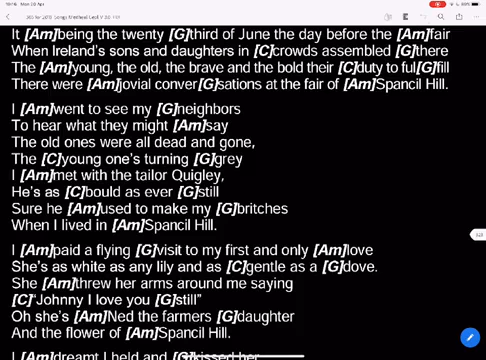 It [Am]being the twenty [G]third of June the day before the [Am]fair
When Ireland's sons and daughters in [C]crowds assembled [G]there
The [Am]young, the old, the brave and the bold their [C]duty to ful[G]fill
There were [Am]jovial conver[G]sations at the fair of [Am]Spancil Hill.
I [Am]went to see my [G]neighbors
To hear what they might [Am]say
The old ones were all dead and gone,
The [C]young one's turning [G]grey
I [Am]met with the tailor Quigley,
He's as [C]bould as ever [G]still
Sure he [Am]used to make my [G]britches
When I lived in [Am]Spancil Hill.
I [Am]paid a flying [G]visit to my first and only [Am]love
She's as white as any lily and as [C]gentle as a [G]dove.
She [Am]threw her arms around me saying
[C]"Johnny I love you [G]still"
Oh she's [Am]Ned the farmers [G]daughter
And the flower of [Am]Spancil Hill.
I [Am]dreamt I held and [G]kissed her